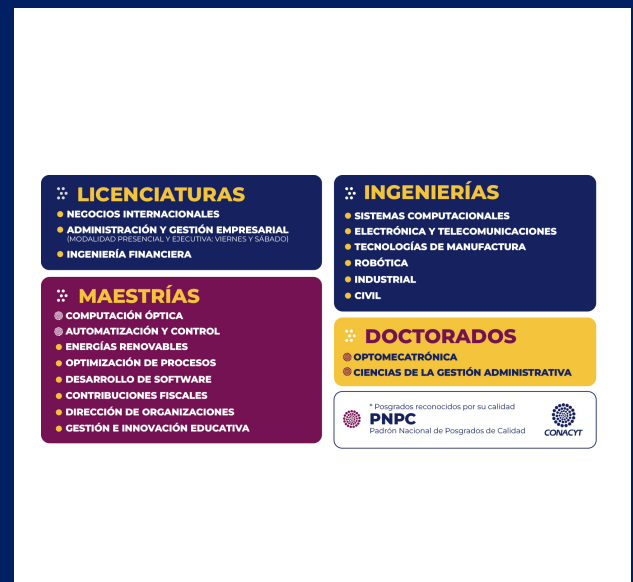 LICENCIATURAS
NEGOCIOS INTERNACIONALES
ADMINISTRACIÓN Y GESTIÓN EMPRESARIAL
(MODALIDAD PRESENCIAL Y EJECUTIVA: VIERNES Y SÁBADO)
INGENIERÍA FINANCIERA
MAESTRÍAS
COMPUTACIÓN ÓPTICA
AUTOMATIZACIÓN Y CONTROL
ENERGÍAS RENOVABLES
OPTIMIZACIÓN DE PROCESOS
DESARROLLO DE SOFTWARE
CONTRIBUCIONES FISCALES
DIRECCIÓN DE ORGANIZACIONES
GESTIÓN E INNOVACIÓN EDUCATIVA
INGENIERÍAS
SISTEMAS COMPUTACIONALES
ELECTRÓNICA Y TELECOMUNICACIONES
TECNOLOGÍAS DE MANUFACTURA
ROBÓTICA
INDUSTRIAL
CIVIL
DOCTORADOS
OPTOMECATRÓNICA
CIENCIAS DE LA GESTIÓN ADMINISTRATIVA
* Posgrados reconocidos por su calidad
PNPC
Padrón Nacional de Posgrados de Calidad
CONACYT